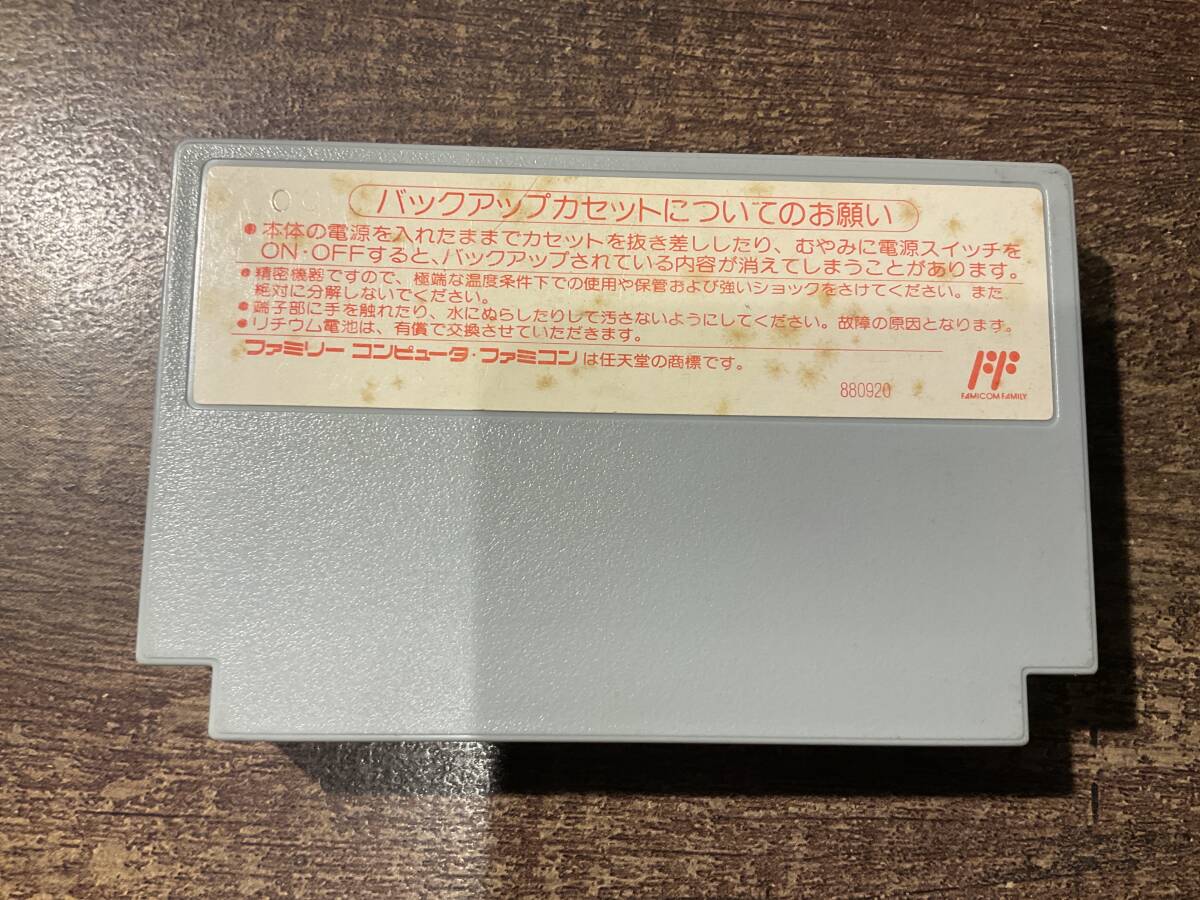 バックアップカセットについてのお願い
●本体の電源を入れたままでカセットを抜き差ししたり、むやみに電源スイッチを
ON・OFFすると、バックアップされている内容が消えてしまうことがあります。
●精密機器ですので、極端な温度条件下での使用や保管および強いショックをさけてください。また
絶対に分解しないでください。
●端子部に手を触れたり、水にぬらしたりして汚さないようにしてください。故障の原因となります。
●リチウム電池は、有償で交換させていただきます。
ファミリー コンピュータ・ファミコン は任天堂の商標です。
880920
FAMICOM FAMILY